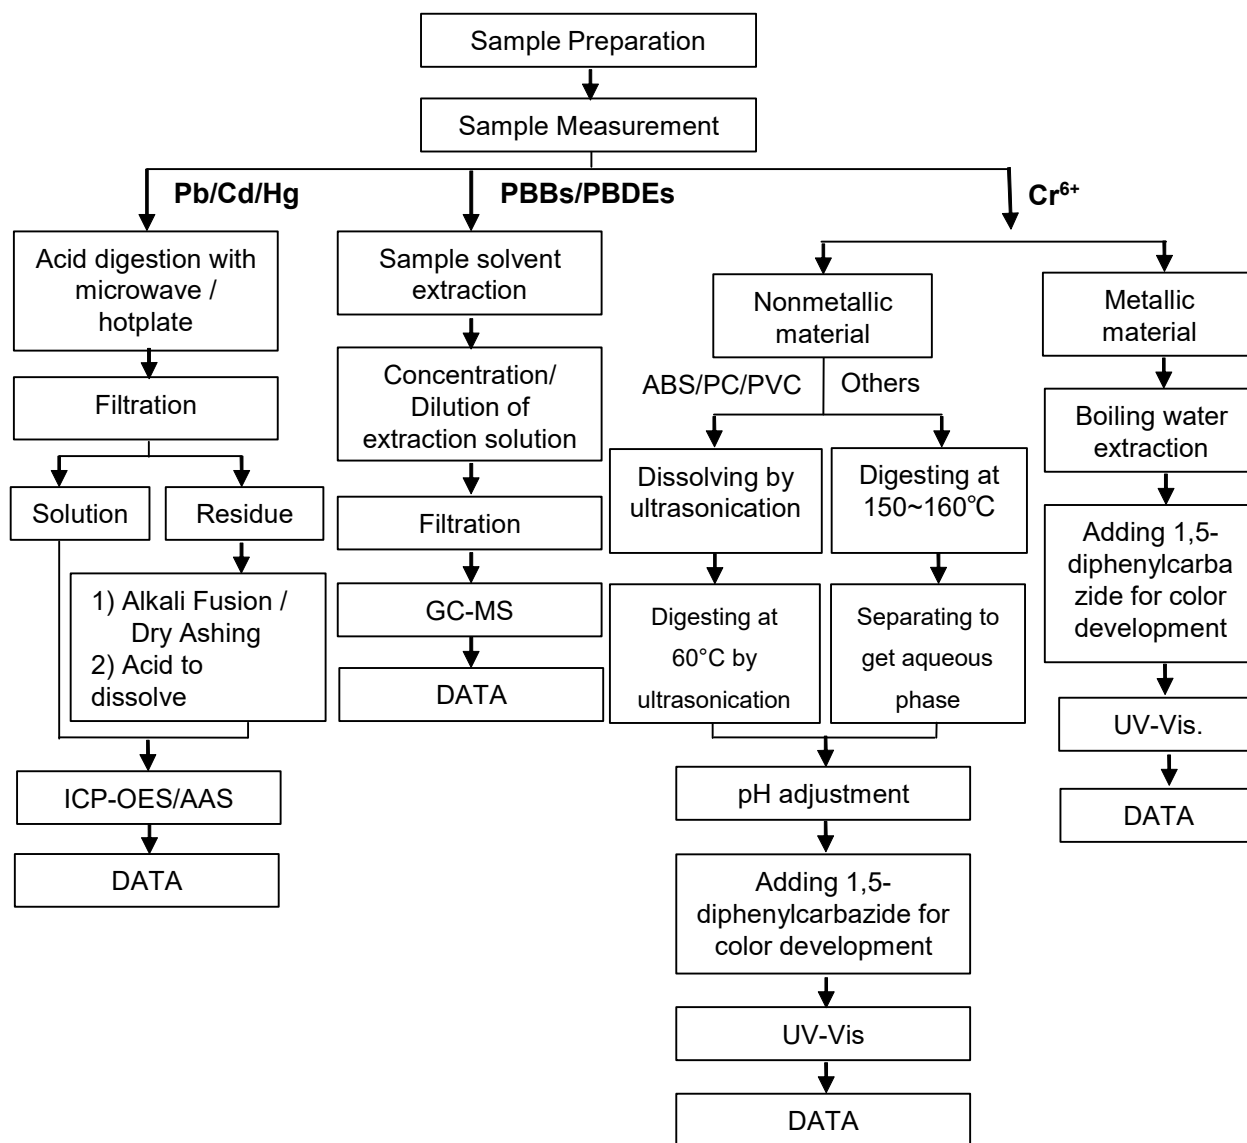 Sample Preparation
Sample Measurement
Pb/Cd/Hg
PBBs/PBDEs
Cr⁶⁺
Acid digestion with
microwave /
hotplate
Filtration
Solution
Residue
1) Alkali Fusion /
Dry Ashing
2) Acid to
dissolve
ICP-OES/AAS
DATA
Sample solvent
extraction
Concentration/
Dilution of
extraction solution
Filtration
GC-MS
DATA
Nonmetallic
material
ABS/PC/PVC
Others
Dissolving by
ultrasonication
Digesting at
60°C by
ultrasonication
Digesting at
150~160℃
Separating to
get aqueous
phase
pH adjustment
Adding 1,5-
diphenylcarbazide for
color development
UV-Vis
DATA
Metallic
material
Boiling water
extraction
Adding 1,5-
diphenylcarba
zide for color
development
UV-Vis.
DATA